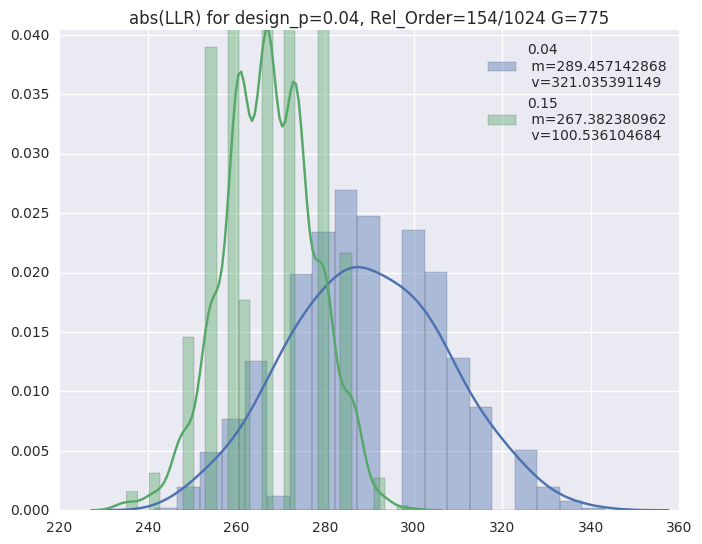 abs(LLR) for design_p=0.04, Rel_Order=154/1024 G=775
0.040
0.035
0.030
0.025
0.020
0.015
0.010
0.005
0.000
220 240 260 280 300 320 340 360
0.04
m=289.457142868
v=321.035391149
0.15
m=267.382380962
v=100.536104684